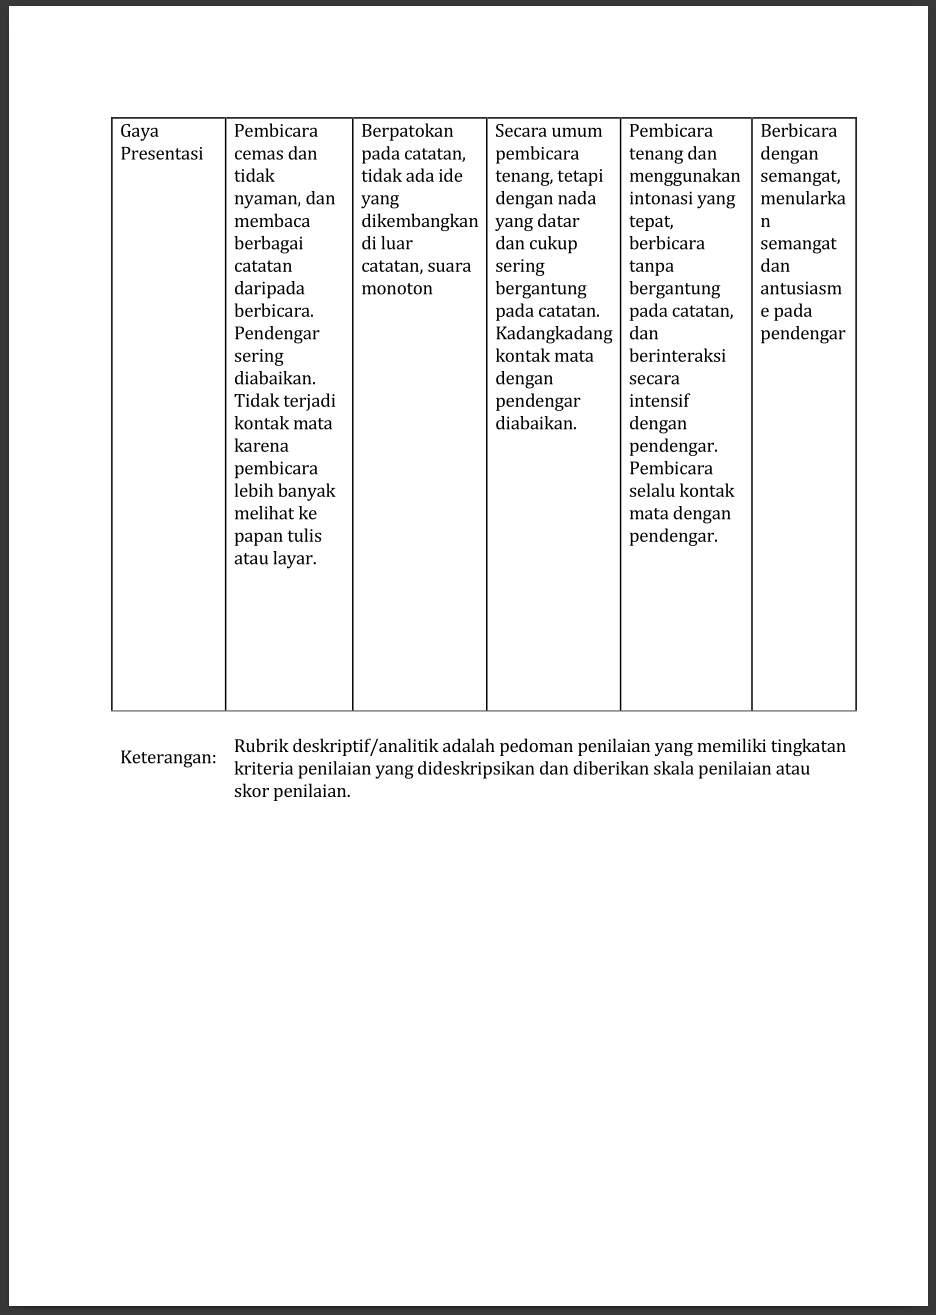 Gaya
Presentasi
Pembicara
cemas dan
tidak
nyaman, dan
membaca
berbagai
catatan
daripada
berbicara.
Pendengar
sering
diabaikan.
Tidak terjadi
kontak mata
karena
pembicara
lebih banyak
melihat ke
papan tulis
atau layar.
Berpatokan
pada catatan,
tidak ada ide
yang
dikembangkan
di luar
catatan, suara
monoton
Secara umum
pembicara
tenang, tetapi
dengan nada
yang datar
dan cukup
sering
bergantung
pada catatan.
Kadangkadang
kontak mata
dengan
pendengar
diabaikan.
Pembicara
tenang dan
menggunakan
intonasi yang
tepat,
berbicara
tanpa
bergantung
pada catatan,
dan
berinteraksi
secara
intensif
dengan
pendengar.
Pembicara
selalu kontak
mata dengan
pendengar.
Berbicara
dengan
semangat,
menularka
n
semangat
dan
antusiasm
e pada
pendengar
Keterangan:
Rubrik deskriptif/analitik adalah pedoman penilaian yang memiliki tingkatan
kriteria penilaian yang dideskripsikan dan diberikan skala penilaian atau
skor penilaian.